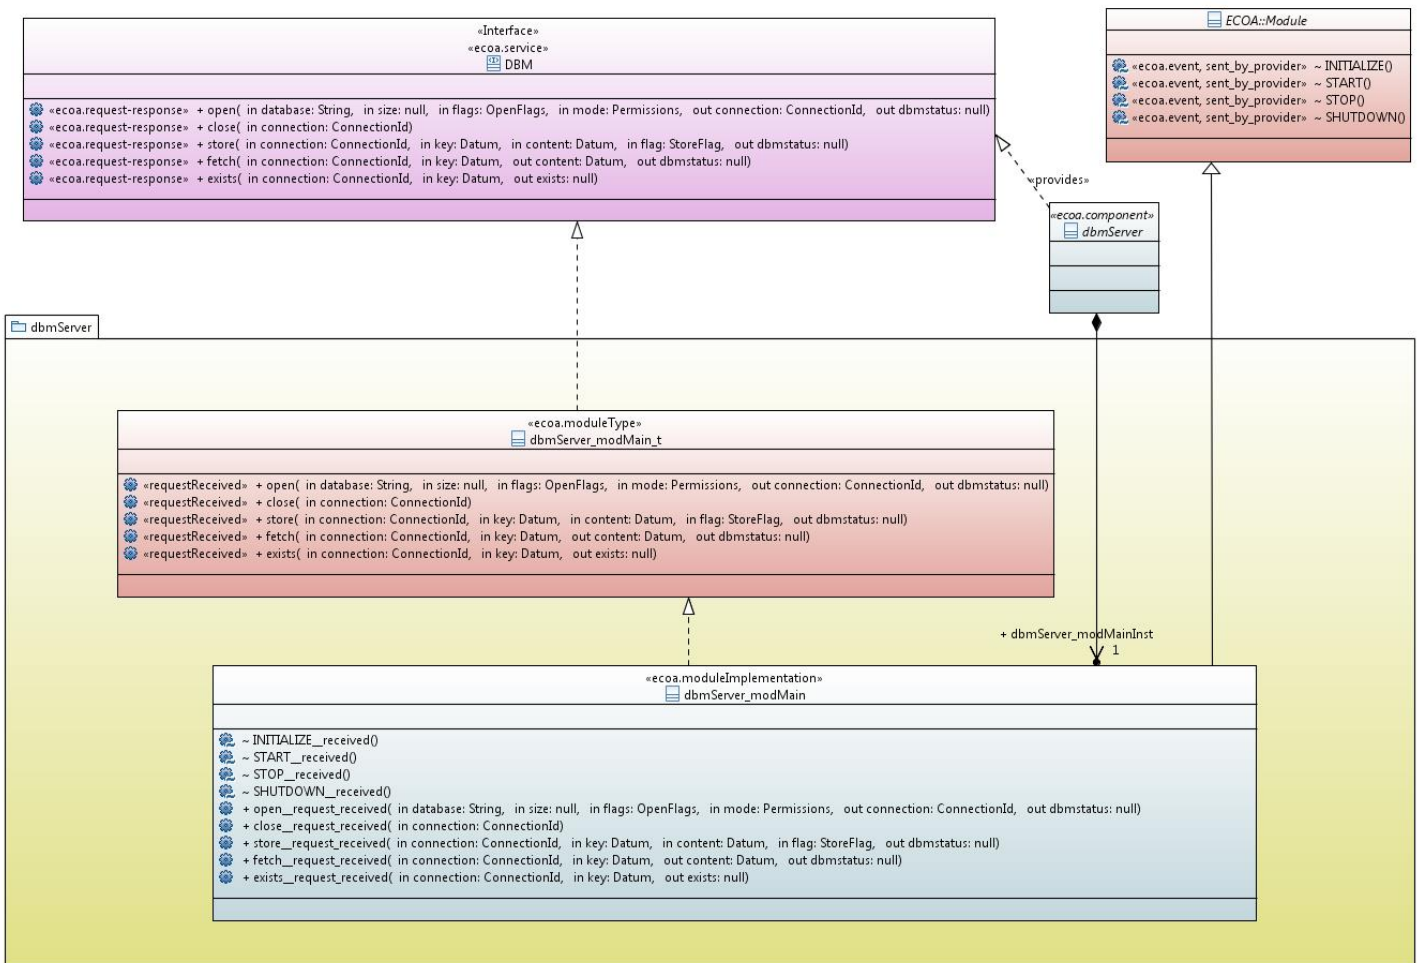 «Interface»
«ecoa.service»
DBM
«ecoa.request-response» + open( in database: String, in size: null, in flags: OpenFlags, in mode: Permissions, out connection: ConnectionId, out dbmstatus: null)
«ecoa.request-response» + close( in connection: ConnectionId)
«ecoa.request-response» + store( in connection: ConnectionId, in key: Datum, in content: Datum, in flag: StoreFlag, out dbmstatus: null)
«ecoa.request-response» + fetch( in connection: ConnectionId, in key: Datum, out content: Datum, out dbmstatus: null)
«ecoa.request-response» + exists( in connection: ConnectionId, in key: Datum, out exists: null)
ECOA::Module
«ecoa.event, sent_by_provider» ~ INITIALIZE()
«ecoa.event, sent_by_provider» ~ START()
«ecoa.event, sent_by_provider» ~ STOP()
«ecoa.event, sent_by_provider» ~ SHUTDOWN()
«provides»
«ecoa.component»
dbmServer
dbmServer
«ecoa.moduleType»
dbmServer_modMain_t
«requestReceived» + open( in database: String, in size: null, in flags: OpenFlags, in mode: Permissions, out connection: ConnectionId, out dbmstatus: null)
«requestReceived» + close( in connection: ConnectionId)
«requestReceived» + store( in connection: ConnectionId, in key: Datum, in content: Datum, in flag: StoreFlag, out dbmstatus: null)
«requestReceived» + fetch( in connection: ConnectionId, in key: Datum, out content: Datum, out dbmstatus: null)
«requestReceived» + exists( in connection: ConnectionId, in key: Datum, out exists: null)
+ dbmServer_modMainInst
1
«ecoa.moduleImplementation»
dbmServer_modMain
~ INITIALIZE__received()
~ START__received()
~ STOP__received()
~ SHUTDOWN__received()
+ open__request_received( in database: String, in size: null, in flags: OpenFlags, in mode: Permissions, out connection: ConnectionId, out dbmstatus: null)
+ close__request_received( in connection: ConnectionId)
+ store__request_received( in connection: ConnectionId, in key: Datum, in content: Datum, in flag: StoreFlag, out dbmstatus: null)
+ fetch__request_received( in connection: ConnectionId, in key: Datum, out content: Datum, out dbmstatus: null)
+ exists__request_received( in connection: ConnectionId, in key: Datum, out exists: null)